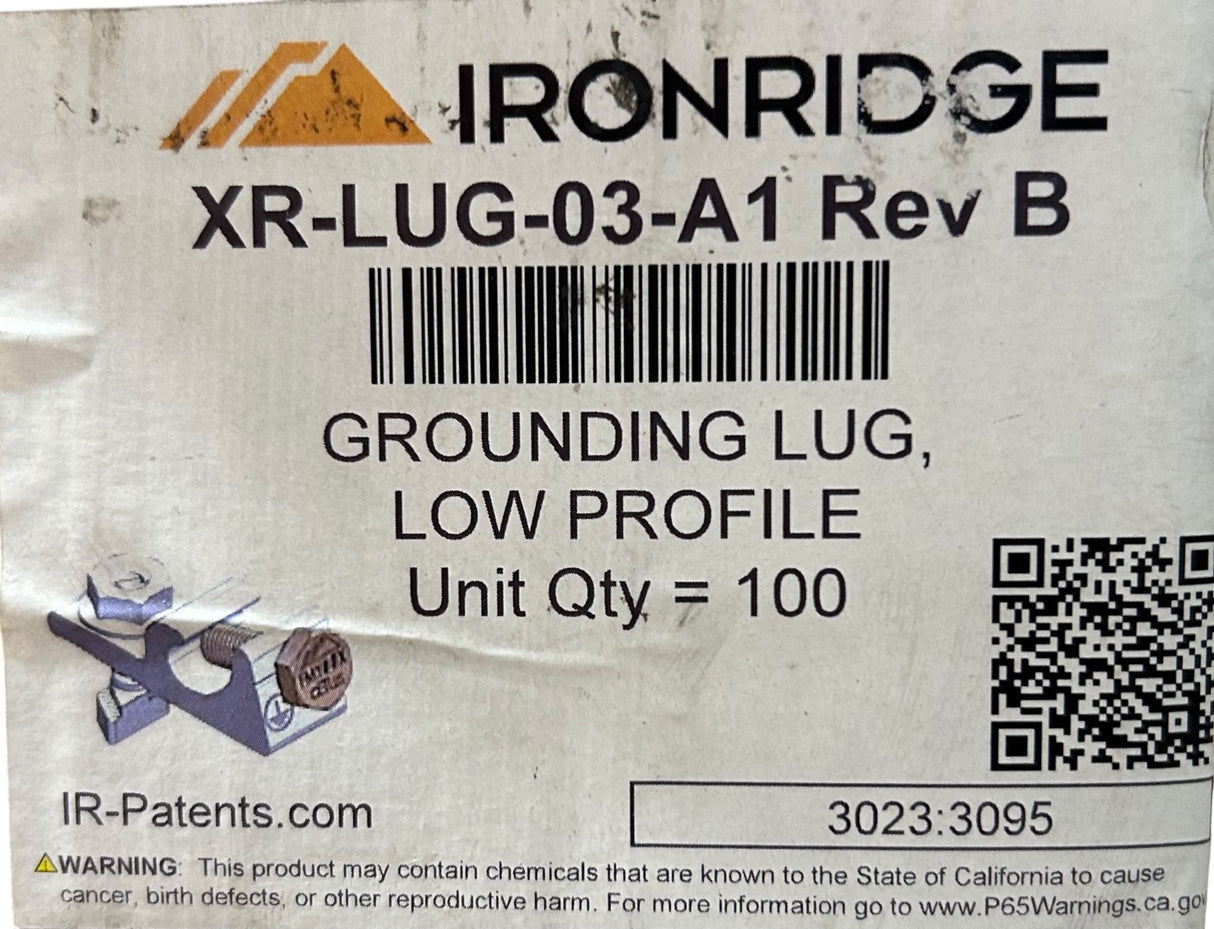 IRONRIDGE
XR-LUG-03-A1 Rev B
GROUNDING LUG,
LOW PROFILE
Unit Qty = 100
IR-Patents.com
3023:3095
WARNING: This product may contain chemicals that are known to the State of California to cause
cancer, birth defects, or other reproductive harm. For more information go to www.P65Warnings.ca.gov